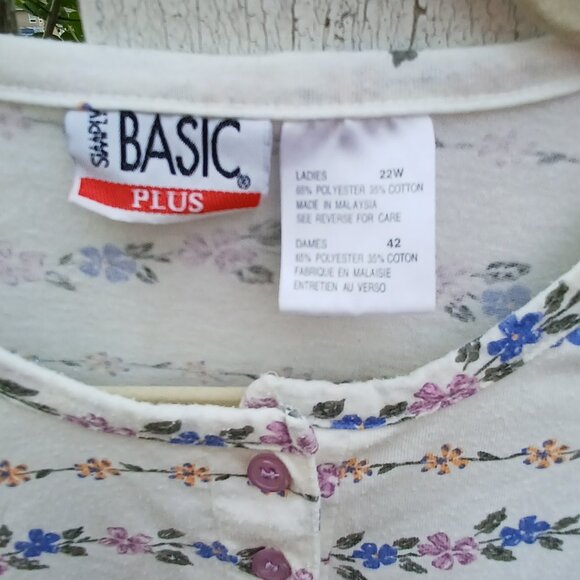 SIMPLY
BASIC®
PLUS
LADIES 22W
65% POLYESTER 35% COTTON
MADE IN MALAYSIA
SEE REVERSE FOR CARE
DAMES 42
65% POLYESTER 35% COTON
FABRIQUE EN MALAISIE
ENTRETIEN AU VERSO